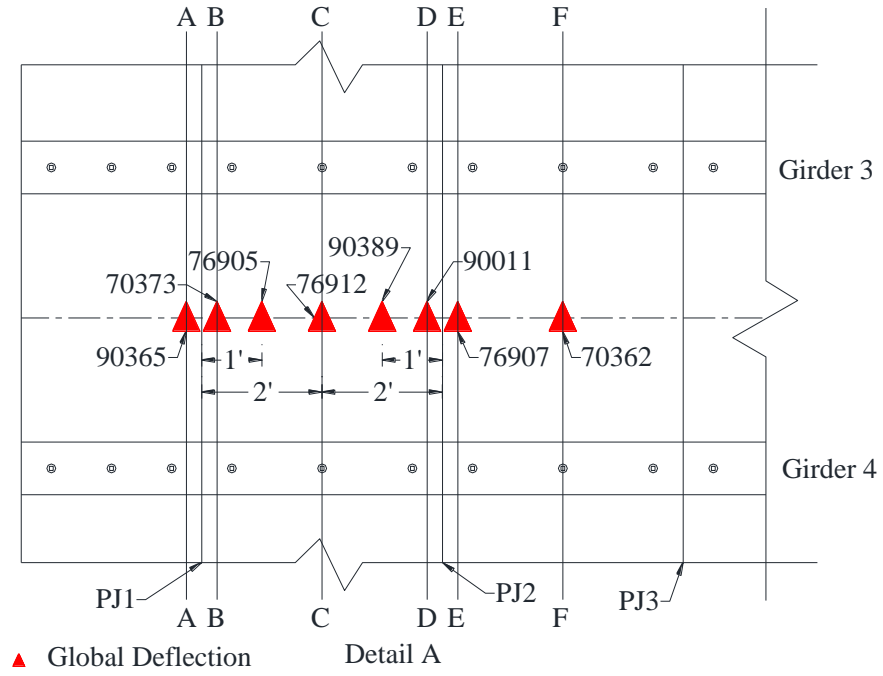 A B C D E F
Girder 3
90389
76905 90011
70373 76912
90365 1' 1' 76907 70362
2' 2'
Girder 4
PJ1 PJ2 PJ3
A B C D E F
Global Deflection Detail A